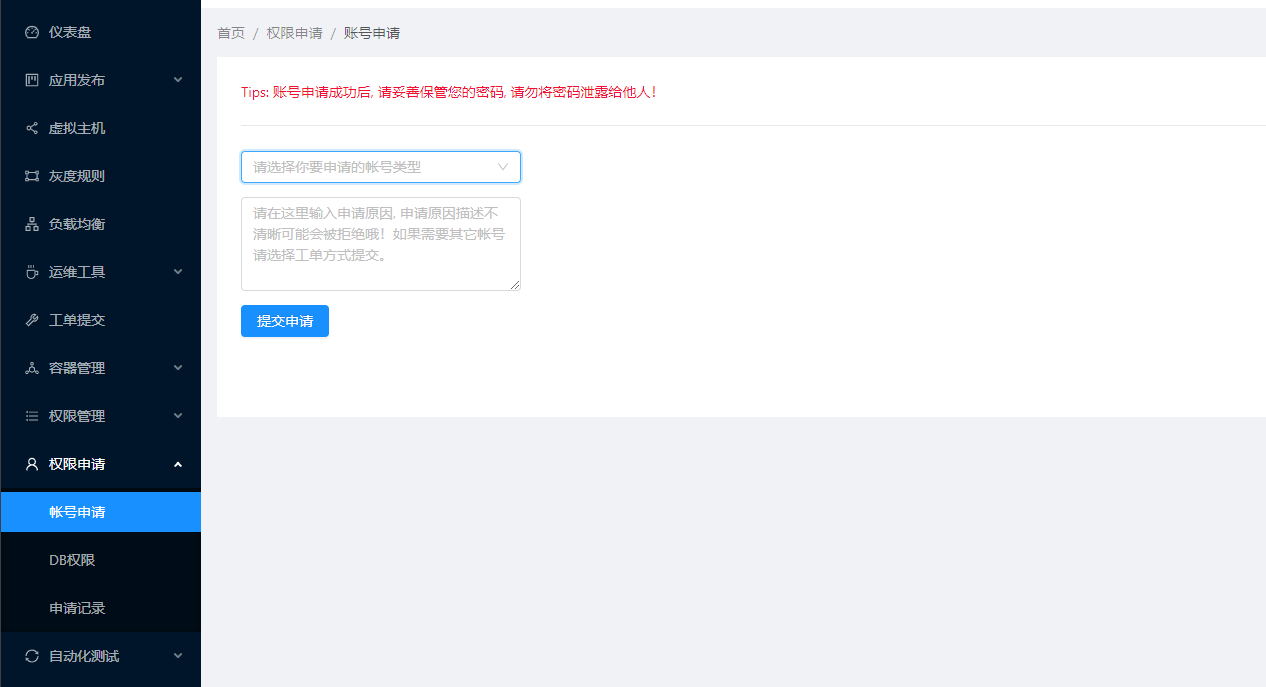 仪表盘
应用发布
虚拟主机
灰度规则
负载均衡
运维工具
工单提交
容器管理
权限管理
权限申请
帐号申请
DB权限
申请记录
自动化测试
首页 / 权限申请 / 账号申请
Tips: 账号申请成功后, 请妥善保管您的密码, 请勿将密码泄露给他人!
请选择你要申请的帐号类型
请在这里输入申请原因, 申请原因描述不
清晰可能会被拒绝哦！如果需要其它帐号
请选择工单方式提交。
提交申请